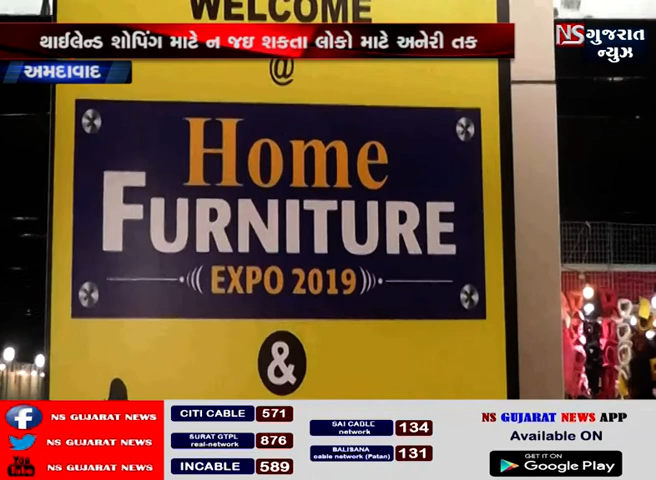 WELCOME
થાઈલેન્ડ શોપિંગ માટે ન જઇ શકતા લોકો માટે અનેરી તક
NS ગુજરાત
ન્યુઝ
@
અમદાવાદ
Home
FURNITURE
EXPO 2019
&
NS GUJARAT NEWS
NS GUJARAT NEWS
You Tube NS GUJARAT NEWS
CITI CABLE 571
SURAT GTPL
real-network 876
INCABLE 589
SAI CABLE
network 134
BALISANA
cable network (Patan) 131
NS GUJARAT NEWS APP
Available ON
GET IT ON
Google Play